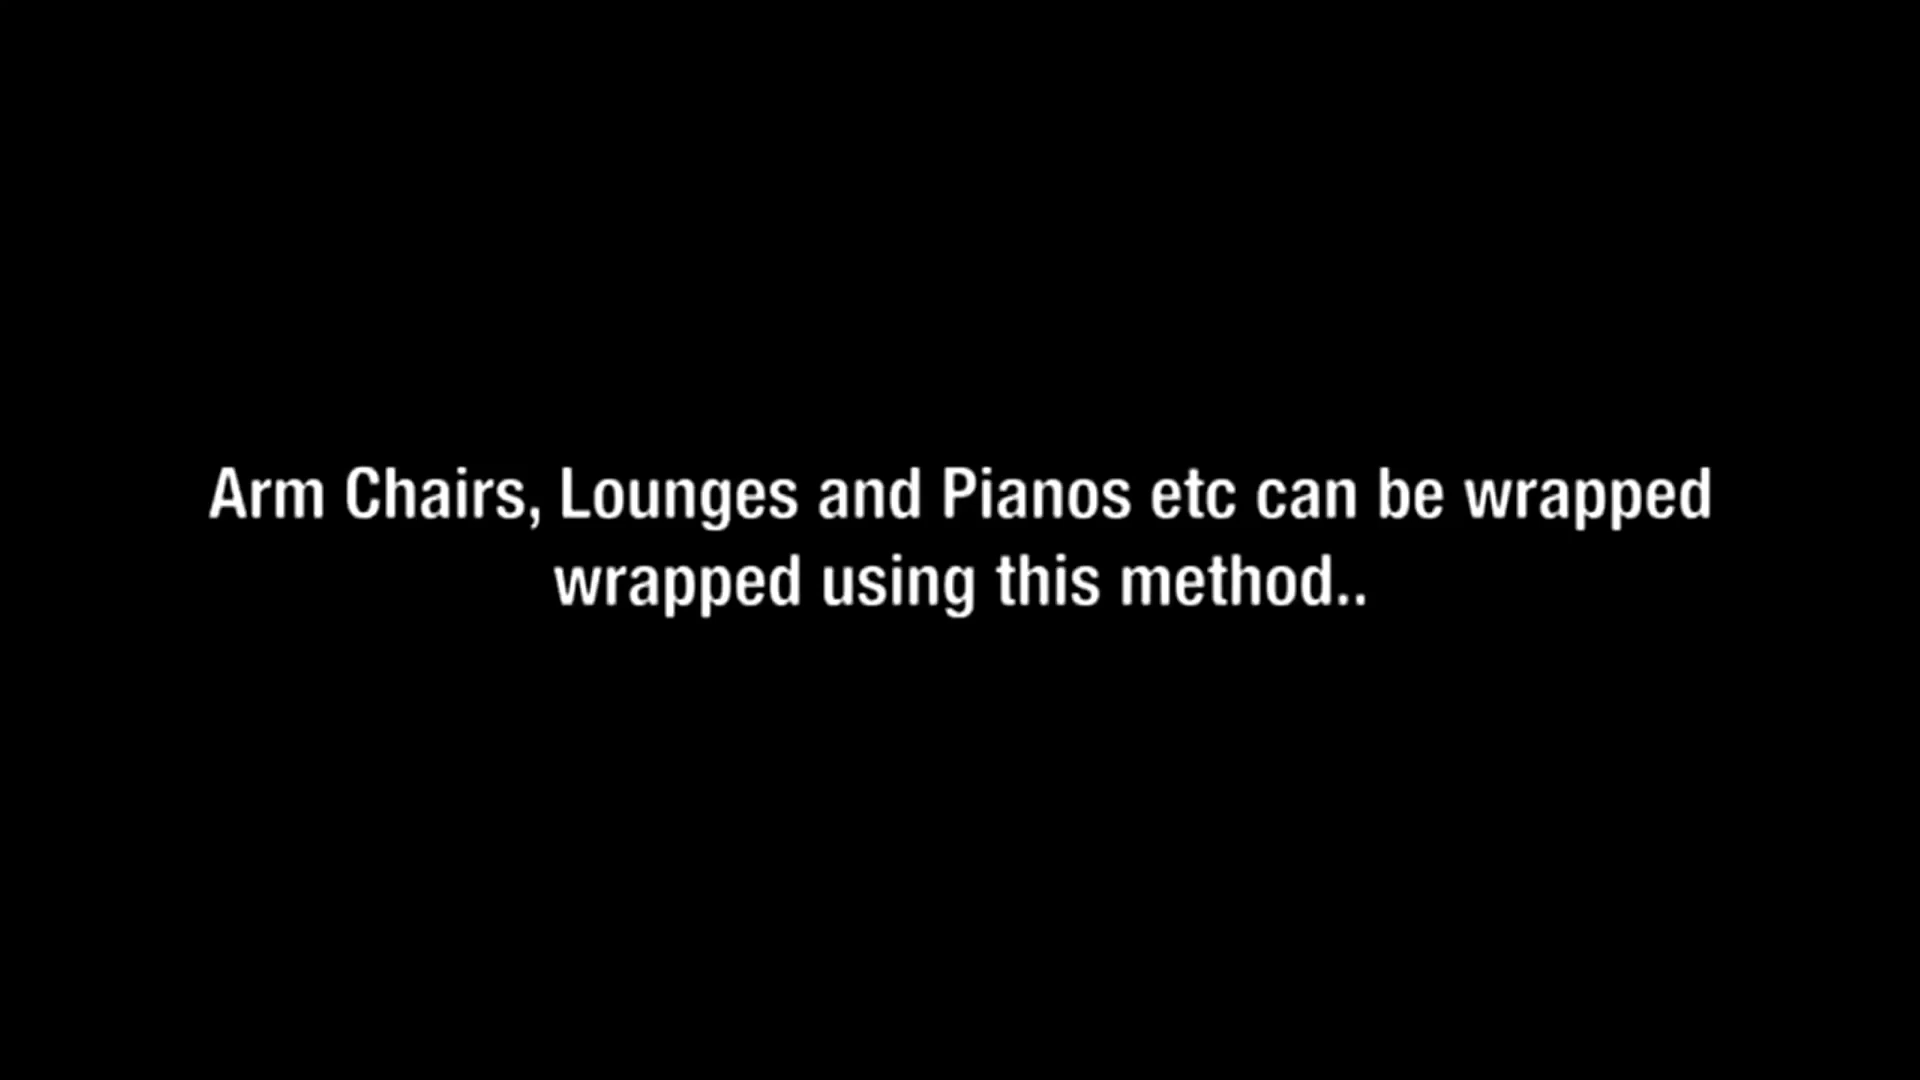 Arm Chairs, Lounges and Pianos etc can be wrapped
wrapped using this method..